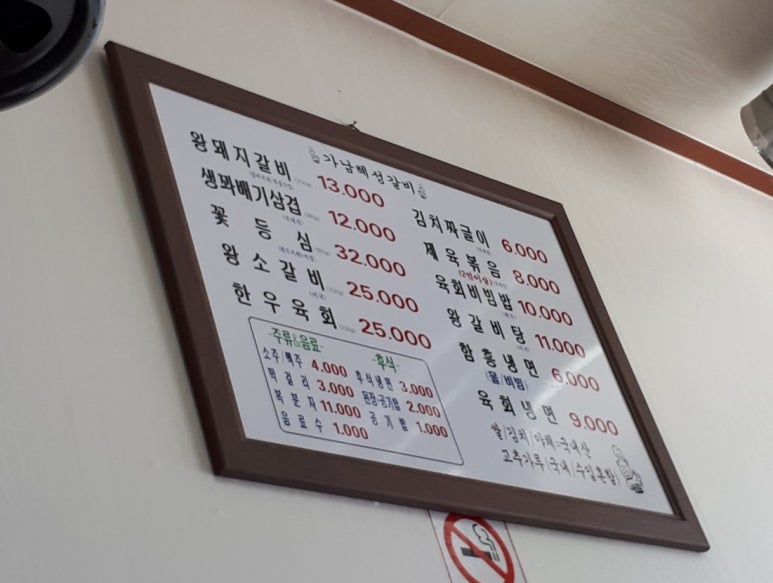 가남뼈성갈비
왕돼지갈비 13.000
생꽈배기삼겹 12.000
꽃등심 32.000
왕소갈비 25.000
한우육회 25.000
김치짜글이 6.000
제육볶음 8.000
(2인이상)
육회비빔밥 10.000
왕갈비탕 11.000
함흥냉면 6.000
(물/비빔)
육회냉면 9.000
-주류&음료-
소주/맥주 4.000
막걸리 3.000
복분자 11.000
음료수 1.000
-후식-
후식냉면 3.000
된장공기밥 2.000
공기밥 1.000
쌀/김치/야채-국내산
고추가루(국내/수입혼합)